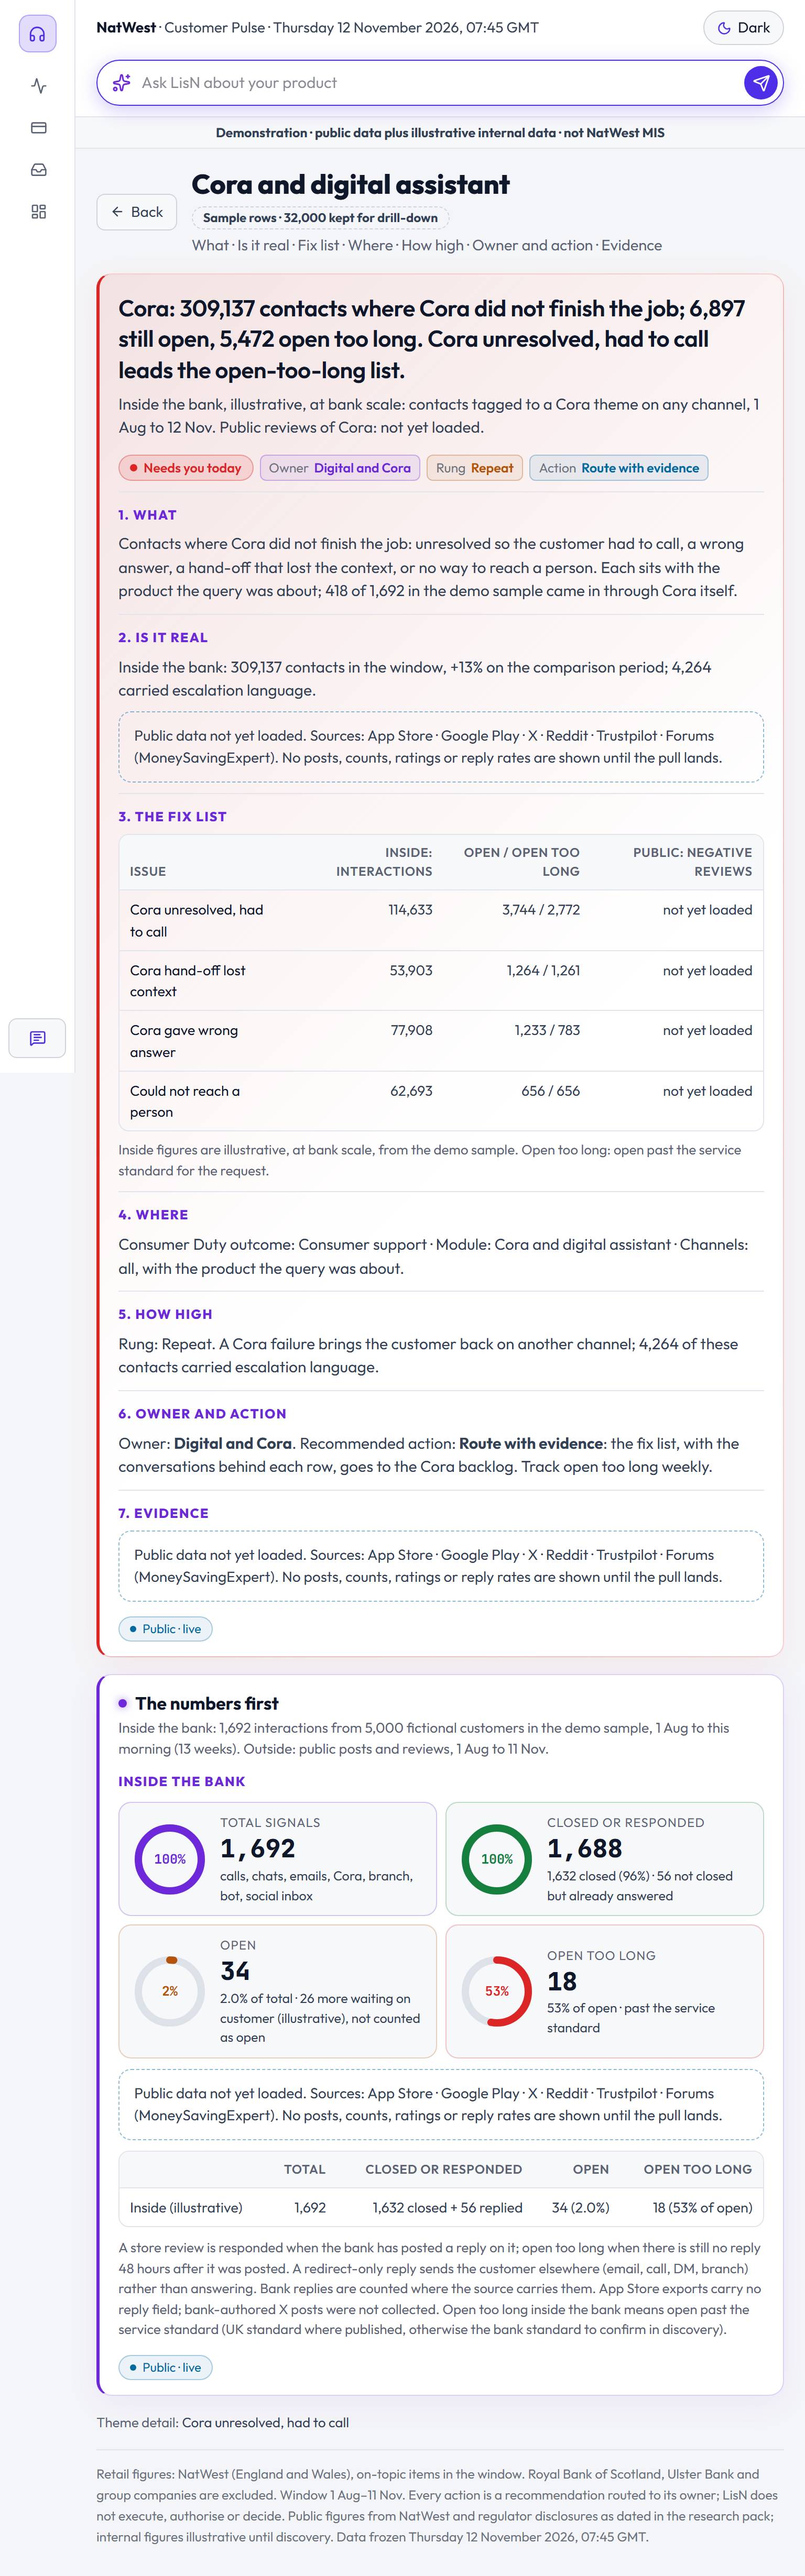 NatWest · Customer Pulse · Thursday 12 November 2026, 07:45 GMT
Dark
Ask LisN about your product
Demonstration · public data plus illustrative internal data · not NatWest MIS
Back
Cora and digital assistant
Sample rows · 32,000 kept for drill-down
What · Is it real · Fix list · Where · How high · Owner and action · Evidence
Cora: 309,137 contacts where Cora did not finish the job; 6,897
still open, 5,472 open too long. Cora unresolved, had to call
leads the open-too-long list.
Inside the bank, illustrative, at bank scale: contacts tagged to a Cora theme on any channel, 1
Aug to 12 Nov. Public reviews of Cora: not yet loaded.
Needs you today
Owner Digital and Cora
Rung Repeat
Action Route with evidence
1. WHAT
Contacts where Cora did not finish the job: unresolved so the customer had to call, a wrong
answer, a hand-off that lost the context, or no way to reach a person. Each sits with the
product the query was about; 418 of 1,692 in the demo sample came in through Cora itself.
2. IS IT REAL
Inside the bank: 309,137 contacts in the window, +13% on the comparison period; 4,264
carried escalation language.
Public data not yet loaded. Sources: App Store · Google Play · X · Reddit · Trustpilot · Forums
(MoneySavingExpert). No posts, counts, ratings or reply rates are shown until the pull lands.
3. THE FIX LIST
ISSUE
INSIDE:
INTERACTIONS
OPEN / OPEN TOO
LONG
PUBLIC: NEGATIVE
REVIEWS
Cora unresolved, had
to call
114,633
3,744 / 2,772
not yet loaded
Cora hand-off lost
context
53,903
1,264 / 1,261
not yet loaded
Cora gave wrong
answer
77,908
1,233 / 783
not yet loaded
Could not reach a
person
62,693
656 / 656
not yet loaded
Inside figures are illustrative, at bank scale, from the demo sample. Open too long: open past the service
standard for the request.
4. WHERE
Consumer Duty outcome: Consumer support · Module: Cora and digital assistant · Channels:
all, with the product the query was about.
5. HOW HIGH
Rung: Repeat. A Cora failure brings the customer back on another channel; 4,264 of these
contacts carried escalation language.
6. OWNER AND ACTION
Owner: Digital and Cora. Recommended action: Route with evidence: the fix list, with the
conversations behind each row, goes to the Cora backlog. Track open too long weekly.
7. EVIDENCE
Public data not yet loaded. Sources: App Store · Google Play · X · Reddit · Trustpilot · Forums
(MoneySavingExpert). No posts, counts, ratings or reply rates are shown until the pull lands.
Public · live
The numbers first
Inside the bank: 1,692 interactions from 5,000 fictional customers in the demo sample, 1 Aug to this
morning (13 weeks). Outside: public posts and reviews, 1 Aug to 11 Nov.
INSIDE THE BANK
100%
TOTAL SIGNALS
1,692
calls, chats, emails, Cora, branch,
bot, social inbox
100%
CLOSED OR RESPONDED
1,688
1,632 closed (96%) · 56 not closed
but already answered
2%
OPEN
34
2.0% of total · 26 more waiting on
customer (illustrative), not counted
as open
53%
OPEN TOO LONG
18
53% of open · past the service
standard
Public data not yet loaded. Sources: App Store · Google Play · X · Reddit · Trustpilot · Forums
(MoneySavingExpert). No posts, counts, ratings or reply rates are shown until the pull lands.
TOTAL
CLOSED OR RESPONDED
OPEN
OPEN TOO LONG
Inside (illustrative)
1,692
1,632 closed + 56 replied
34 (2.0%)
18 (53% of open)
A store review is responded when the bank has posted a reply on it; open too long when there is still no reply
48 hours after it was posted. A redirect-only reply sends the customer elsewhere (email, call, DM, branch)
rather than answering. Bank replies are counted where the source carries them. App Store exports carry no
reply field; bank-authored X posts were not collected. Open too long inside the bank means open past the
service standard (UK standard where published, otherwise the bank standard to confirm in discovery).
Public · live
Theme detail: Cora unresolved, had to call
Retail figures: NatWest (England and Wales), on-topic items in the window. Royal Bank of Scotland, Ulster Bank and
group companies are excluded. Window 1 Aug–11 Nov. Every action is a recommendation routed to its owner; LisN does
not execute, authorise or decide. Public figures from NatWest and regulator disclosures as dated in the research pack;
internal figures illustrative until discovery. Data frozen Thursday 12 November 2026, 07:45 GMT.